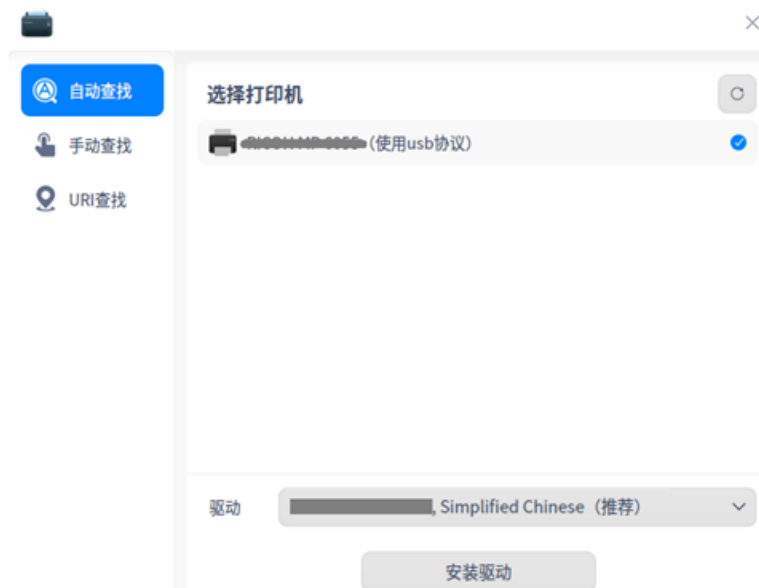 自动查找
手动查找
URI查找
选择打印机
（使用usb协议）
驱动
, Simplified Chinese（推荐）
安装驱动